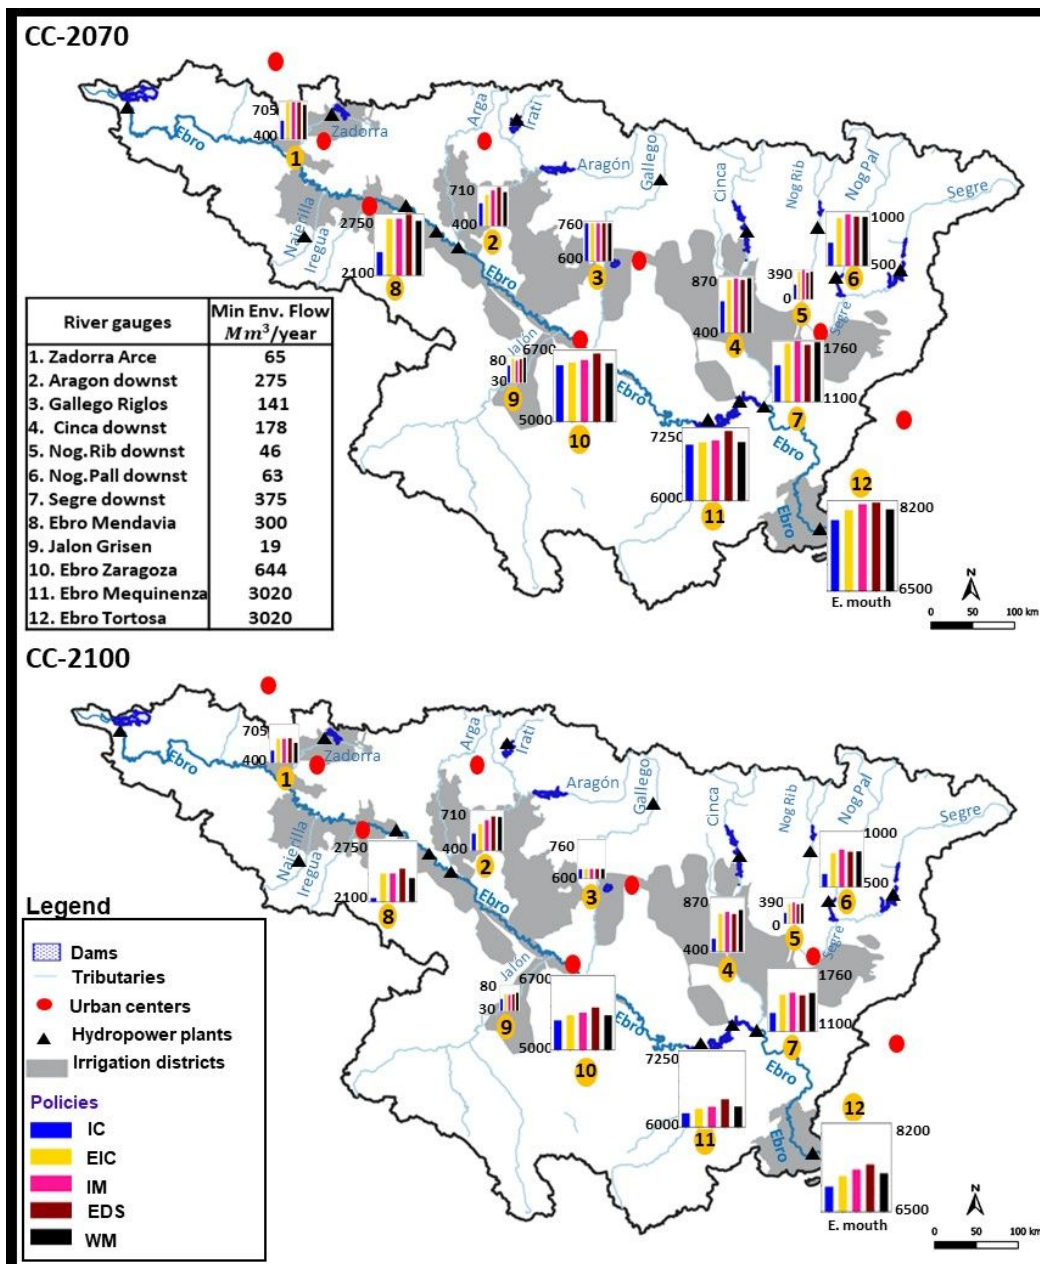 CC-2070
705
400
Ebro
Zadorra
1
Arga
Irati
Aragón
Gallego
Cinca
Nog Rib
Nog Pal
Segre
Najerilla
Iregua
2750
2100
8
710
400
2
Ebro
760
600
3
870
400
4
390
0
5
1000
500
6
Segre
River gauges
Min Env. Flow
Mm³/year
1. Zadorra Arce 65
2. Aragon downst 275
3. Gallego Riglos 141
4. Cinca downst 178
5. Nog.Rib downst 46
6. Nog.Pall downst 63
7. Segre downst 375
8. Ebro Mendavia 300
9. Jalon Grisen 19
10. Ebro Zaragoza 644
11. Ebro Mequinenza 3020
12. Ebro Tortosa 3020
Jalón
80
30
9
6700
5000
10
Ebro
1760
1100
7
7250
6000
11
Ebro
12
Ebro
8200
6500
E. mouth
N
0 50 100 km
CC-2100
705
400
Ebro
Zadorra
1
Arga
Irati
Aragón
Gallego
Cinca
Nog Rib
Nog Pal
Segre
Najerilla
Iregua
2750
2100
8
710
400
2
Ebro
760
600
3
870
400
4
390
0
5
1000
500
6
Segre
Jalón
80
30
9
6700
5000
10
Ebro
1760
1100
7
7250
6000
11
Ebro
12
Ebro
8200
6500
E. mouth
N
0 50 100 km
Legend
Dams
Tributaries
Urban centers
Hydropower plants
Irrigation districts
Policies
IC
EIC
IM
EDS
WM